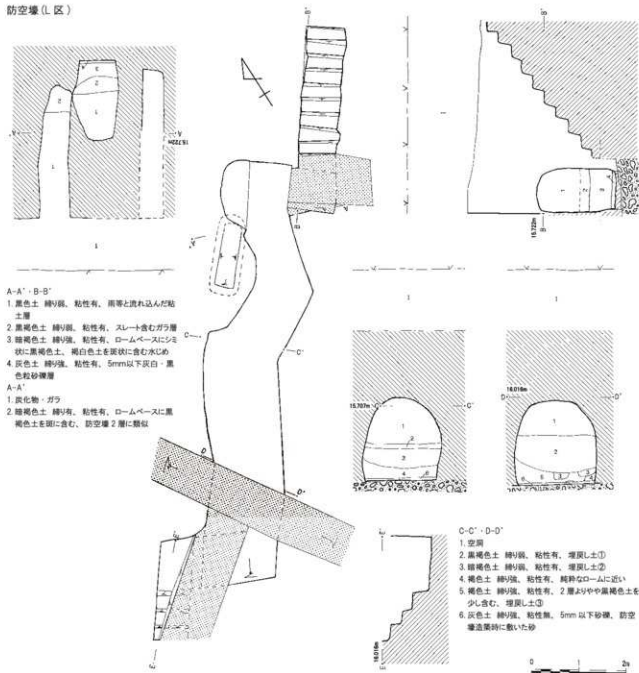 防空壕(L 区)
A-A'・B-B'
1. 黒色土 締り弱、粘性有、雨等と流れ込んだ粘
土層
2. 黒褐色土 締り弱、粘性有、スレート含むガラ層
3. 暗褐色土 締り強、粘性有、ロームベースにシミ
状に黒褐色土、褐白色土を斑状に含む水じめ
4. 灰色土 締り強、粘性有、5mm以下灰白・黒
色粒砂礫層
A-A'
1. 炭化物・ガラ
2. 暗褐色土 締り有、粘性有、ロームベースに黒
褐色土を斑に含む、防空壕 2 層に類似
C-C'・D-D'
1. 空洞
2. 黒褐色土 締り弱、粘性有、埋戻し土①
3. 暗褐色土 締り弱、粘性有、埋戻し土②
4. 褐色土 締り強、粘性有、純粋なロームに近い
5. 褐色土 締り強、粘性有、2 層よりやや黒褐色土を
少し含む、埋戻し土③
6. 灰色土 締り強、粘性無、5mm 以下砂礫、防空
壕造築時に敷いた砂
15.722m
15.722m
15.707m
16.018m
16.018m
A
A'
B
B'
C
C'
D
D'
0 1 2m